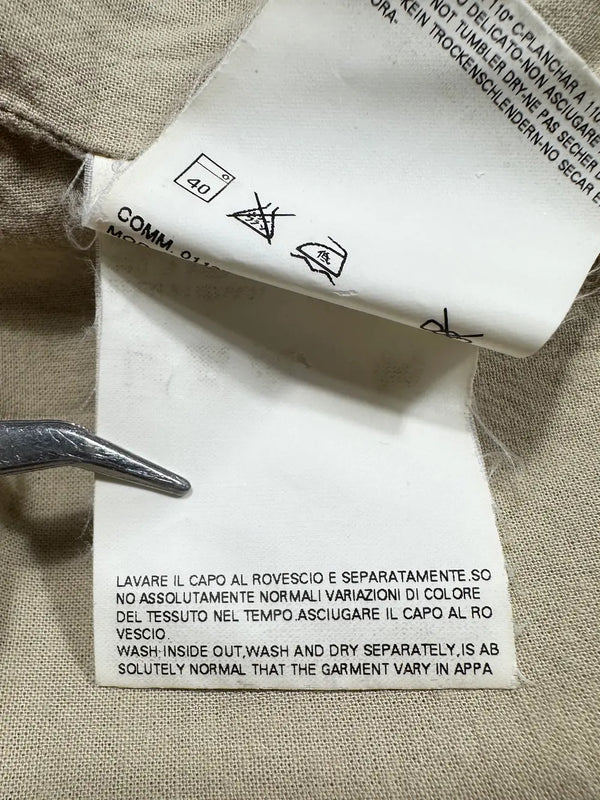 110° C-PLANCHAR A 110°
DELICATO-NON ASCIUGARE
NOT TUMBLER DRY-NE PAS SECHER
KEIN TROCKENSCHLENDERN-NO SECAR E
ORA.
40
低
COMM.
LAVARE IL CAPO AL ROVESCIO E SEPARATAMENTE.SO
NO ASSOLUTAMENTE NORMALI VARIAZIONI DI COLORE
DEL TESSUTO NEL TEMPO.ASCIUGARE IL CAPO AL RO
VESCIO.
WASH INSIDE OUT,WASH AND DRY SEPARATELY,IS AB
SOLUTELY NORMAL THAT THE GARMENT VARY IN APPA